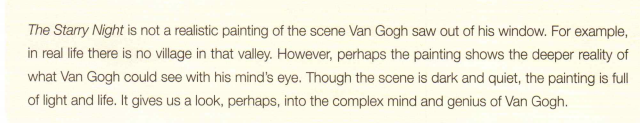 The Starry Night is not a realistic painting of the scene Van Gogh saw out of his window. For example,
in real life there is no village in that valley. However, perhaps the painting shows the deeper reality of
what Van Gogh could see with his mind's eye. Though the scene is dark and quiet, the painting is full
of light and life. It gives us a look, perhaps, into the complex mind and genius of Van Gogh.